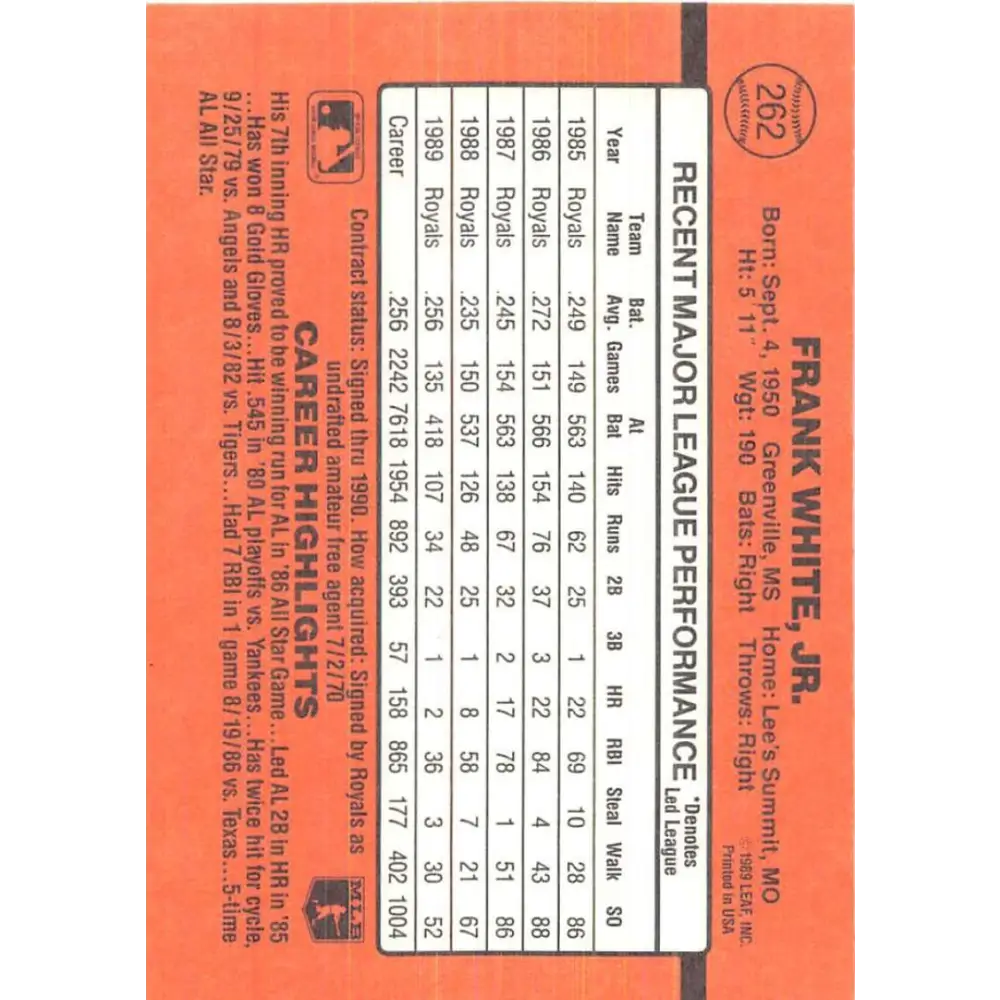 262
FRANK WHITE, JR.
Born: Sept. 4, 1950 Greenville, MS Home: Lee's Summit, MO
Ht: 5' 11" Wgt: 190 Bats: Right Throws: Right
© 1989 LEAF, INC.
Printed in USA
RECENT MAJOR LEAGUE PERFORMANCE *Denotes
Led League
Team Bat. At
Year Name Avg. Games Bat Hits Runs 2B 3B HR RBI Steal Walk SO
1985 Royals .249 149 563 140 62 25 1 22 69 10 28 86
1986 Royals .272 151 566 154 76 37 3 22 84 4 43 88
1987 Royals .245 154 563 138 67 32 2 17 78 1 51 86
1988 Royals .235 150 537 126 48 25 1 8 58 7 21 67
1989 Royals .256 135 418 107 34 22 1 2 36 3 30 52
Career .256 2242 7618 1954 892 393 57 158 865 177 402 1004
Contract status: Signed thru 1990. How acquired: Signed by Royals as
undrafted amateur free agent 7/2/70
MLB
CAREER HIGHLIGHTS
His 7th inning HR proved to be winning run for AL in '86 All Star Game...Led AL 2B in HR in '85
...Has won 8 Gold Gloves...Hit .545 in '80 AL playoffs vs. Yankees...Has twice hit for cycle,
9/25/79 vs. Angels and 8/3/82 vs. Tigers...Had 7 RBI in 1 game 8/19/86 vs. Texas...5-time
AL All Star.